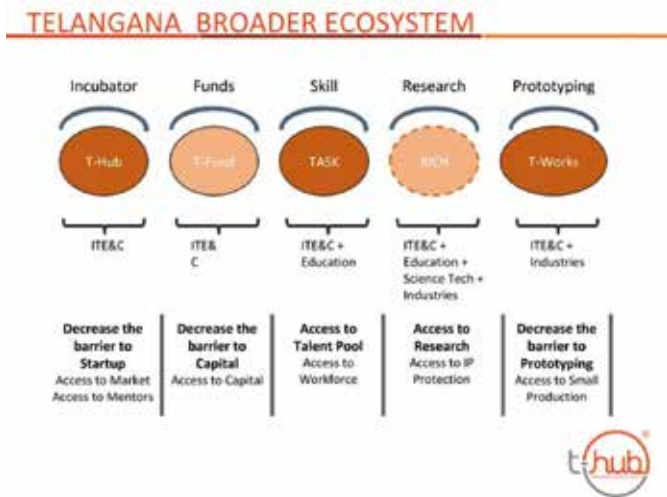 TELANGANA BROADER ECOSYSTEM
Incubator
Funds
Skill
Research
Prototyping
T-Hub
T-Fund
TASK
RICH
T-Works
ITE&C
ITE&
C
ITE&C +
Education
ITE&C +
Education +
Science Tech +
Industries
ITE&C +
Industries
Decrease the
barrier to
Startup
Access to Market
Access to Mentors
Decrease the
barrier to
Capital
Access to Capital
Access to
Talent Pool
Access to
Workforce
Access to
Research
Access to IP
Protection
Decrease the
barrier to
Prototyping
Access to Small
Production
t-hub